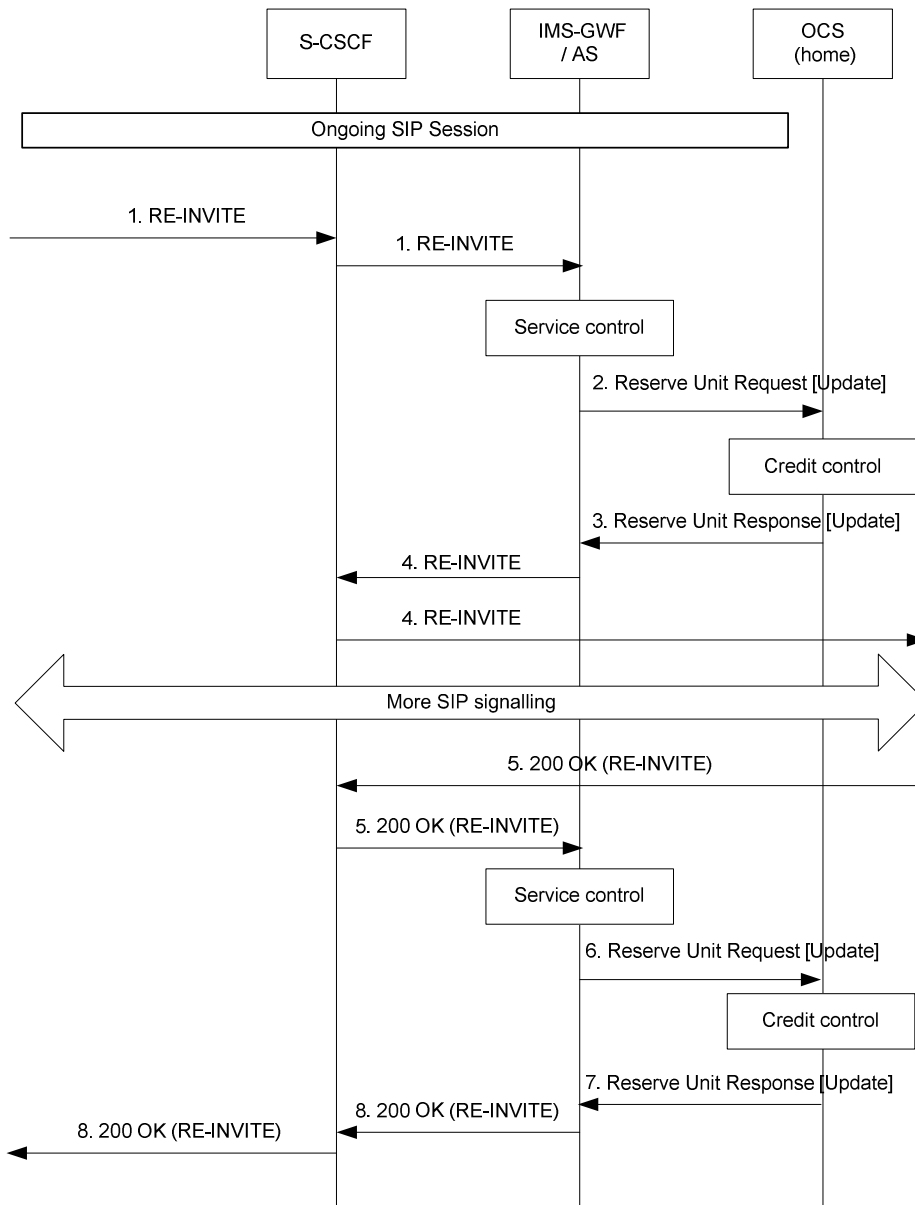 S-CSCF
IMS-GWF
/ AS
OCS
(home)
Ongoing SIP Session
1. RE-INVITE
1. RE-INVITE
Service control
2. Reserve Unit Request [Update]
Credit control
3. Reserve Unit Response [Update]
4. RE-INVITE
4. RE-INVITE
More SIP signalling
5. 200 OK (RE-INVITE)
5. 200 OK (RE-INVITE)
Service control
6. Reserve Unit Request [Update]
Credit control
7. Reserve Unit Response [Update]
8. 200 OK (RE-INVITE)
8. 200 OK (RE-INVITE)